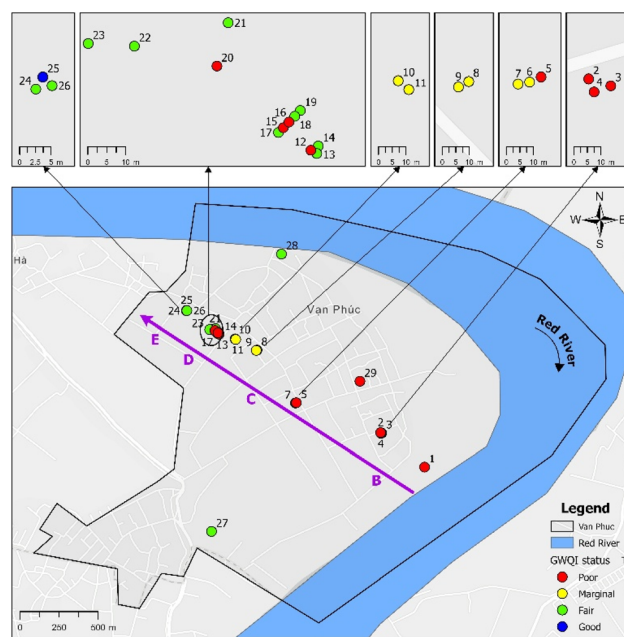 25
24
26
0 2.5 5 m
23
22
21
20
19
16
15
18
17
14
12
13
0 5 10 m
10
11
0 5 10 m
9 8
0 5 10 m
7 6 5
0 5 10 m
2
3
4
0 5 10 m
N
W E
S
Hà
28
Van Phúc
25
24 26
21
23 14 10
17 13
11
9 8
Red River
E
D
C
B
29
7 5
2
3
4
1
27
Legend
Van Phuc
Red River
GWQI status T
Poor
Marginal
Fair
Good
0 250 500 m